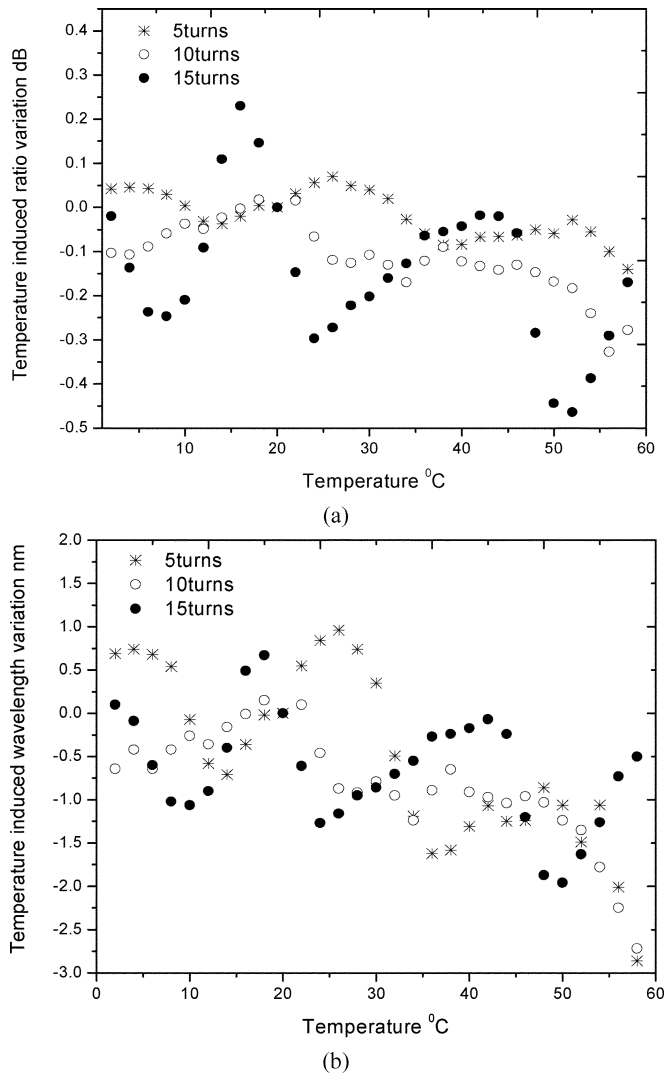 (a)
0.4
0.3
0.2
0.1
0.0
-0.1
-0.2
-0.3
-0.4
-0.5
Temperature induced ratio variation dB
5turns
10turns
15turns
10 20 30 40 50 60
Temperature ⁰C
(a)
2.0
1.5
1.0
0.5
0.0
-0.5
-1.0
-1.5
-2.0
-2.5
-3.0
Temperature induced wavelength variation nm
5turns
10turns
15turns
0 10 20 30 40 50 60
Temperature ⁰C
(b)